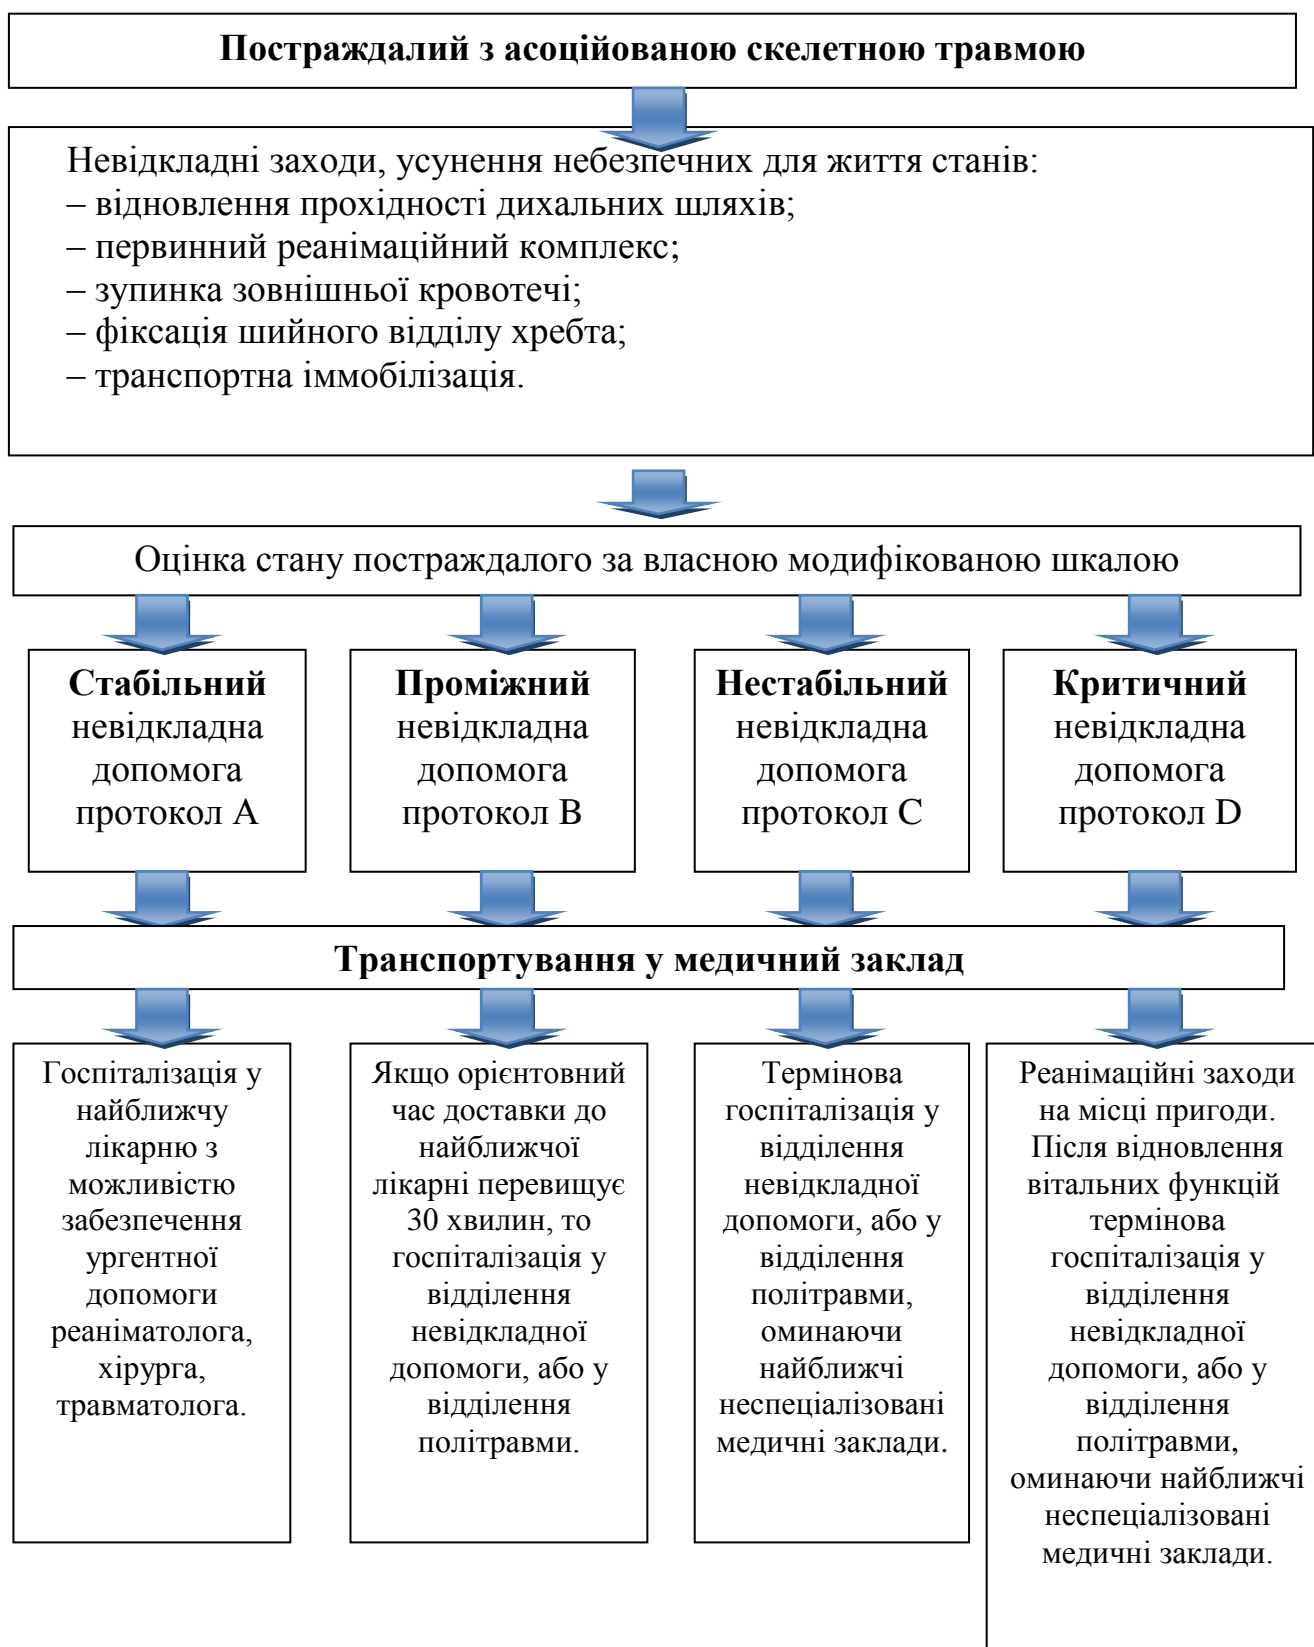 Постраждалий з асоційованою скелетною травмою
Невідкладні заходи, усунення небезпечних для життя станів:
– відновлення прохідності дихальних шляхів;
– первинний реанімаційний комплекс;
– зупинка зовнішньої кровотечі;
– фіксація шийного відділу хребта;
– транспортна іммобілізація.
Оцінка стану постраждалого за власною модифікованою шкалою
Стабільний
невідкладна
допомога
протокол А
Проміжний
невідкладна
допомога
протокол В
Нестабільний
невідкладна
допомога
протокол С
Критичний
невідкладна
допомога
протокол D
Транспортування у медичний заклад
Госпіталізація у
найближчу
лікарню з
можливістю
забезпечення
ургентної
допомоги
реаніматолога,
хірурга,
травматолога.
Якщо орієнтовний
час доставки до
найближчої
лікарні перевищує
30 хвилин, то
госпіталізація у
відділення
невідкладної
допомоги, або у
відділення
політравми.
Термінова
госпіталізація у
відділення
невідкладної
допомоги, або у
відділення
політравми,
оминаючи
найближчі
неспеціалізовані
медичні заклади.
Реанімаційні заходи
на місці пригоди.
Після відновлення
вітальних функцій
термінова
госпіталізація у
відділення
невідкладної
допомоги, або у
відділення
політравми,
оминаючи найближчі
неспеціалізовані
медичні заклади.